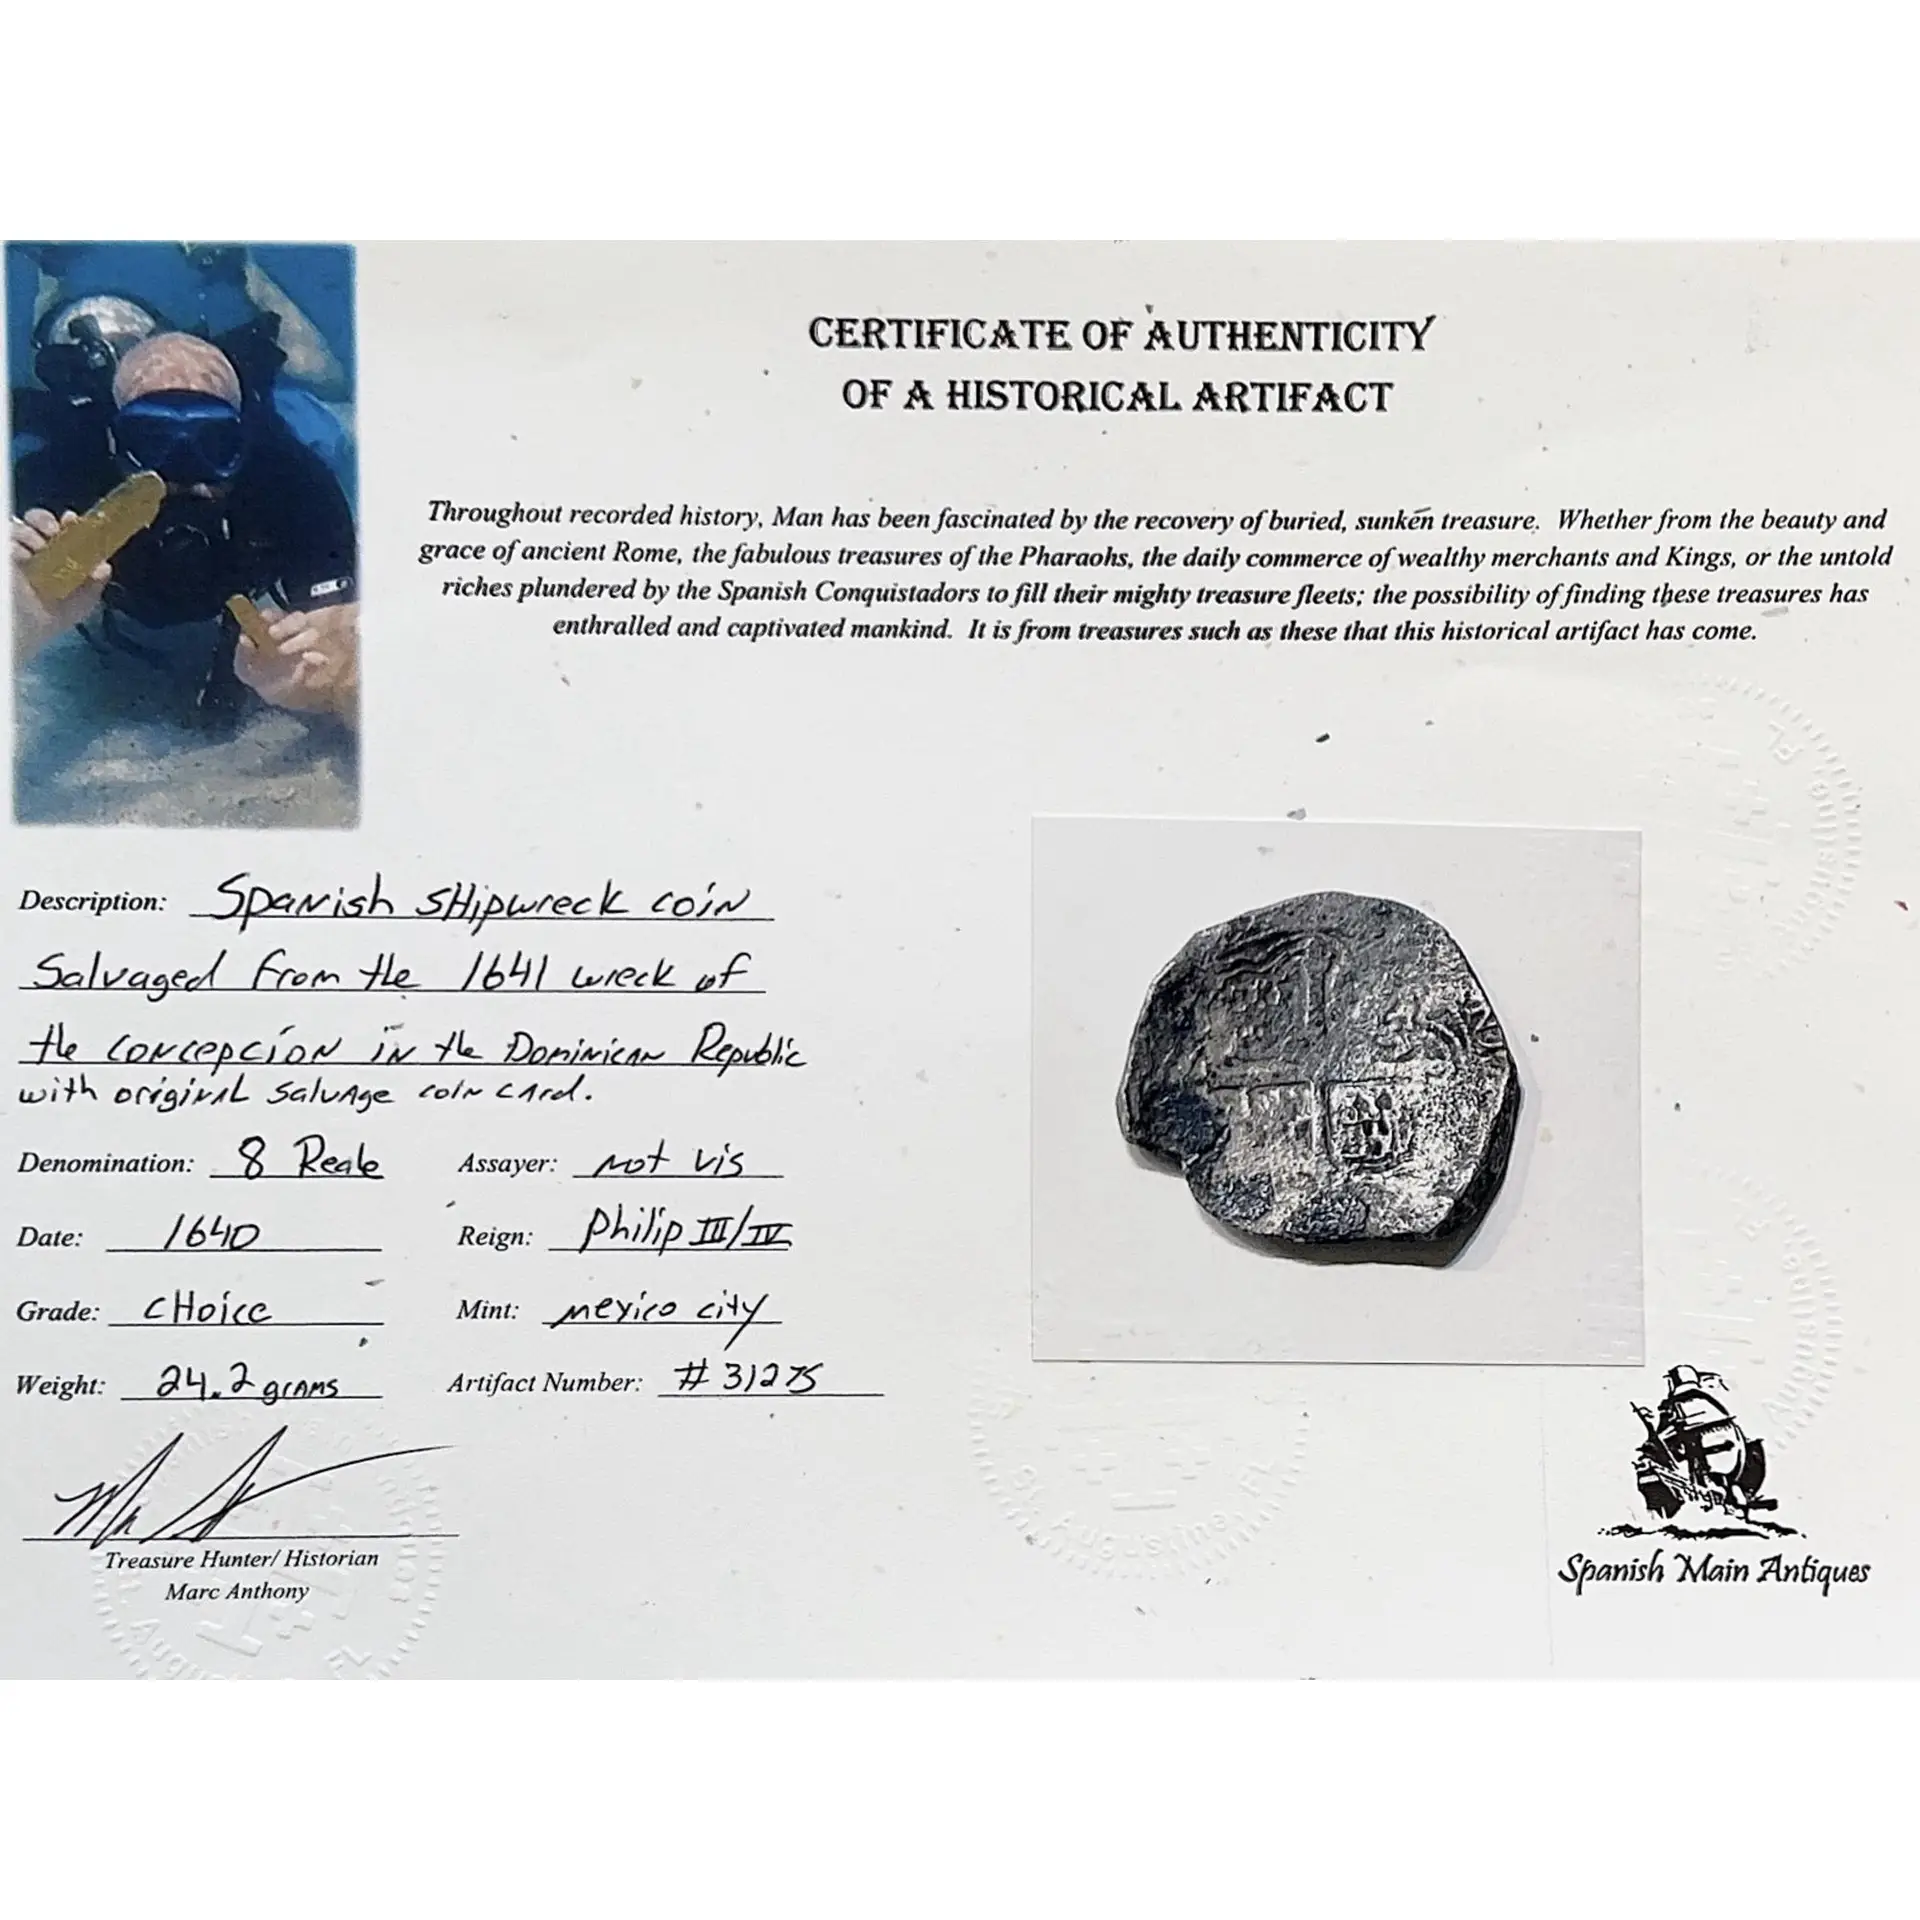 CERTIFICATE OF AUTHENTICITY
OF A HISTORICAL ARTIFACT
Throughout recorded history, Man has been fascinated by the recovery of buried, sunken treasure. Whether from the beauty and
grace of ancient Rome, the fabulous treasures of the Pharaohs, the daily commerce of wealthy merchants and Kings, or the untold
riches plundered by the Spanish Conquistadors to fill their mighty treasure fleets; the possibility of finding these treasures has
enthralled and captivated mankind. It is from treasures such as these that this historical artifact has come.
Description: Spanish SHipwreck coin
Salvaged from the 1641 wreck of
the concepcion in the Dominican Republic
with original salvage coin card.
Denomination: 8 Reale Assayer: not vis
Date: 1640 Reign: Philip III/IV
Grade: CHoice Mint: mexico city
Weight: 24.2 grams Artifact Number: # 31275
Treasure Hunter/ Historian
Marc Anthony
Spanish Main Antiques
St. Augustine, FL